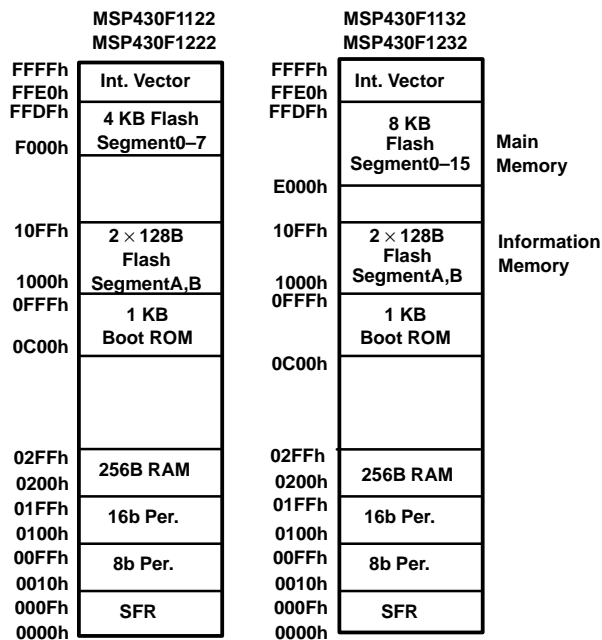 MSP430F1122
MSP430F1222
FFFFh
Int. Vector
FFE0h
FFDFh
4 KB Flash
Segment0–7
F000h
10FFh
2 × 128B
Flash
SegmentA,B
1000h
0FFFh
1 KB
Boot ROM
0C00h
02FFh
256B RAM
0200h
01FFh
16b Per.
0100h
00FFh
8b Per.
0010h
000Fh
SFR
0000h
MSP430F1132
MSP430F1232
FFFFh
Int. Vector
FFE0h
FFDFh
8 KB
Flash
Segment0–15
Main
Memory
E000h
10FFh
2 × 128B
Flash
SegmentA,B
Information
Memory
1000h
0FFFh
1 KB
Boot ROM
0C00h
02FFh
256B RAM
0200h
01FFh
16b Per.
0100h
00FFh
8b Per.
0010h
000Fh
SFR
0000h